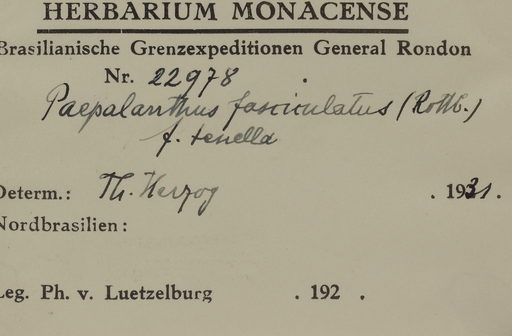 HERBARIUM MONACENSE
Brasilianische Grenzexpeditionen General Rondon
Nr. 22978
Paepalanthus fasciculatus (Rottb.)
f. tenella
Determ.: Th. Herzog . 1931.
Nordbrasilien:
Leg. Ph. v. Luetzelburg . 192 .